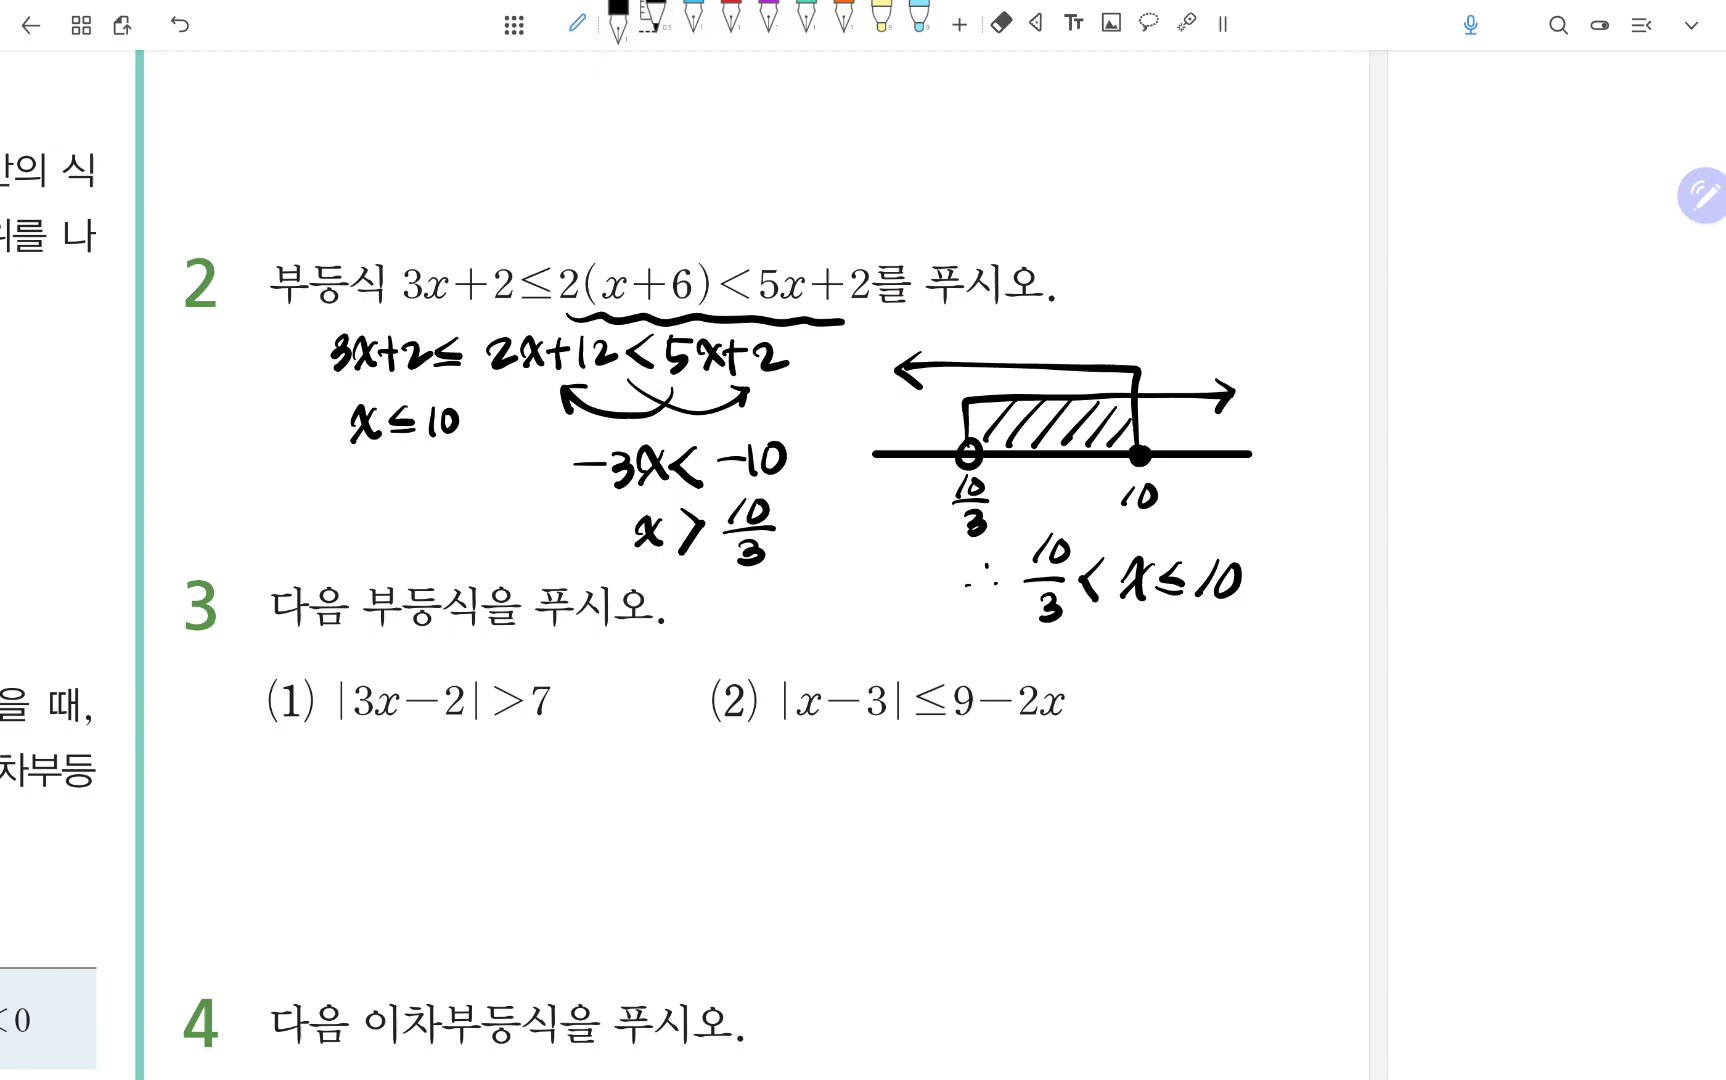 간의 식
위를 나
을 때,
차부등
<0
2 부등식 3x+2≤2(x+6)<5x+2를 푸시오.
3x+2≤ 2x+12<5x+2
x≤10
-3x<-10
x>10/3
10/3
10
∴ 10/3<x≤10
3 다음 부등식을 푸시오.
(1) |3x-2|>7 (2) |x-3|≤9-2x
4 다음 이차부등식을 푸시오.